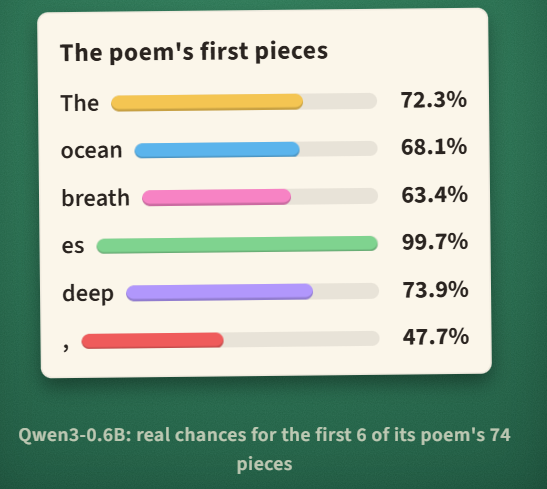 The poem's first pieces
The 72.3%
ocean 68.1%
breath 63.4%
es 99.7%
deep 73.9%
, 47.7%
Qwen3-0.6B: real chances for the first 6 of its poem's 74
pieces